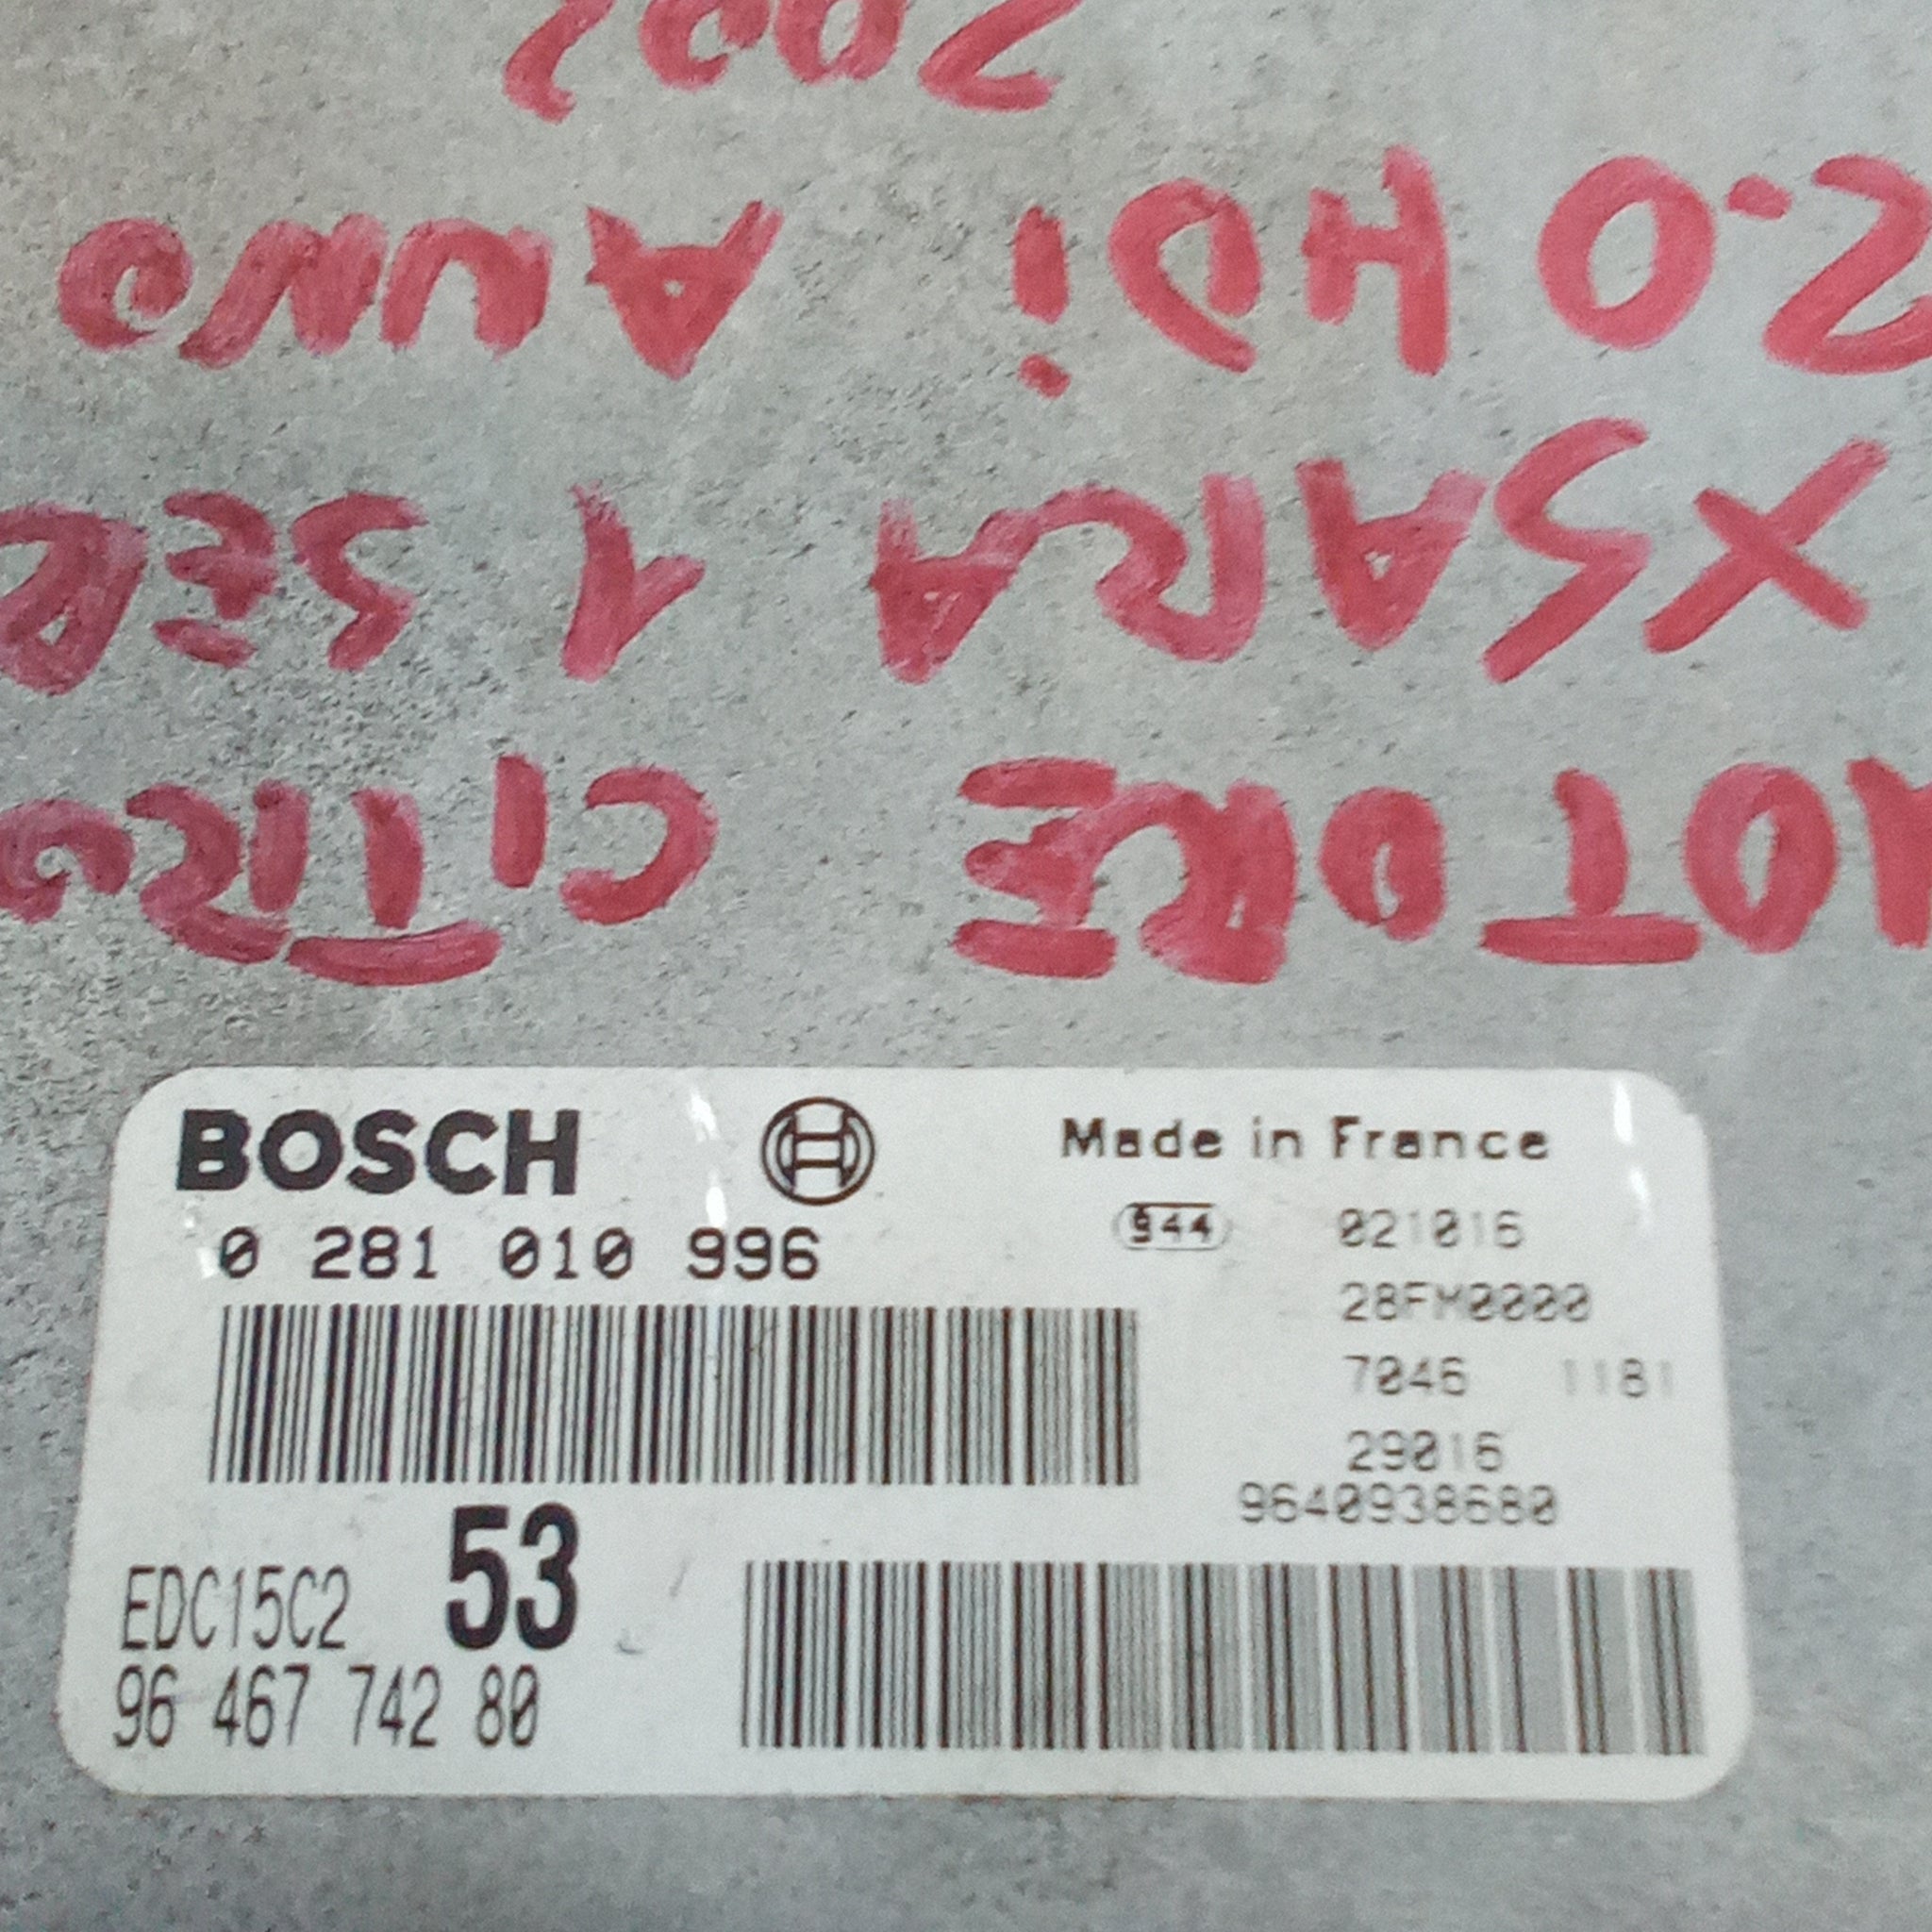 MOTORE CITRO
XSARA 1 SER
2.0 HDi ANNO
2002
BOSCH Made in France
0 281 010 996
944 021016
28FM0000
7046 1181
29016
9640938680
EDC15C2 53
96 467 742 80